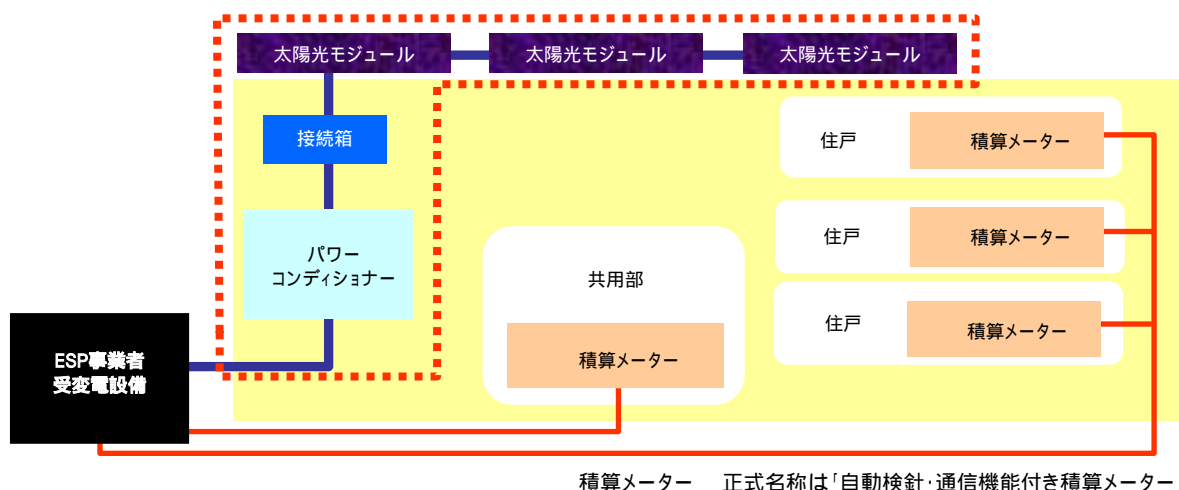 太陽光モジュール 太陽光モジュール 太陽光モジュール
接続箱
住戸 積算メーター
パワー
コンディショナー
住戸 積算メーター
共用部
住戸 積算メーター
積算メーター
ESP事業者
受変電設備
積算メーター 正式名称は「自動検針・通信機能付き積算メーター